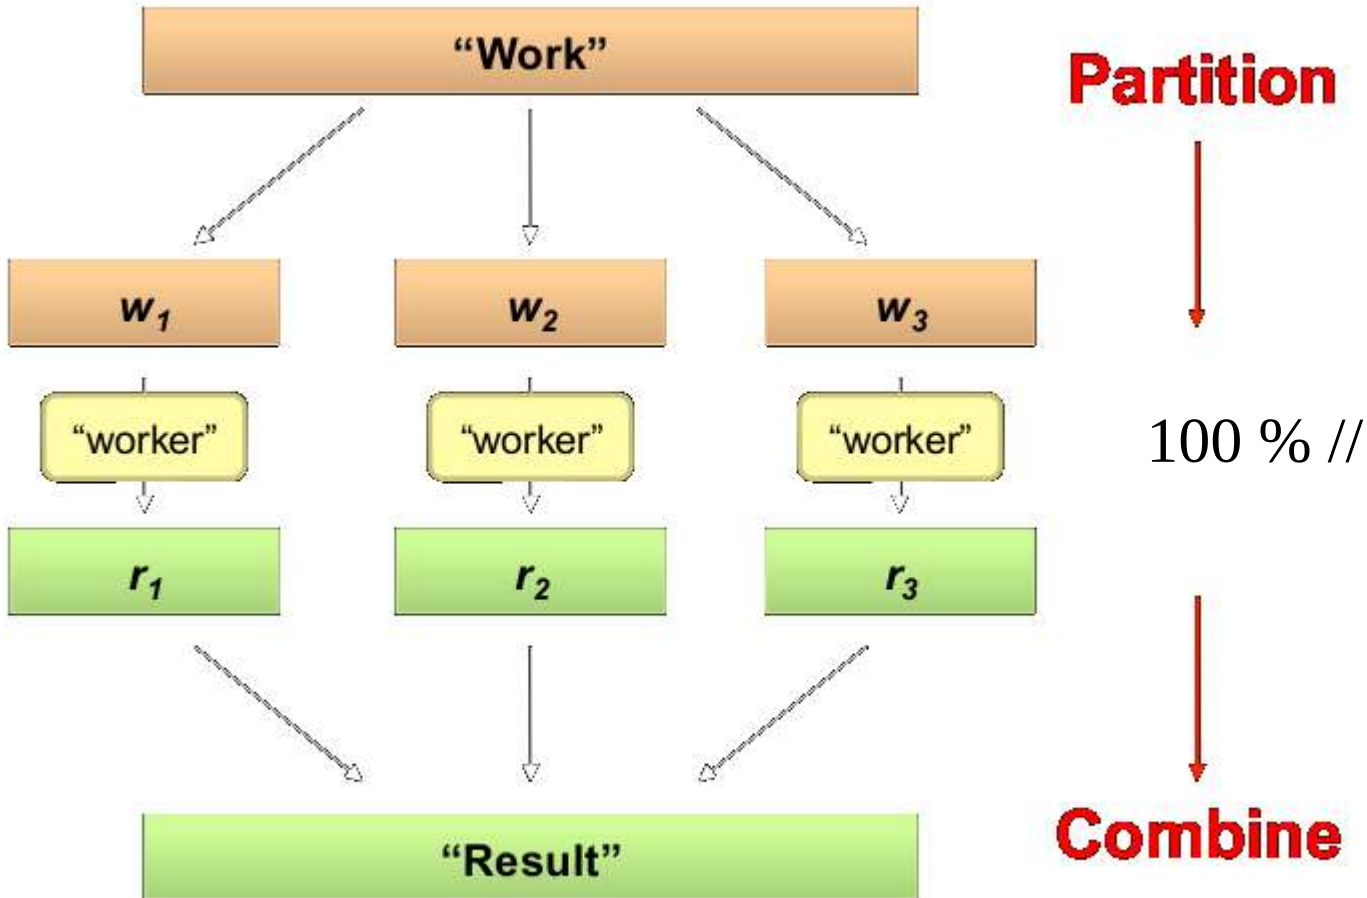 “Work”
Partition
w1 w2 w3
“worker” “worker” “worker”
100 % //
r1 r2 r3
“Result”
Combine